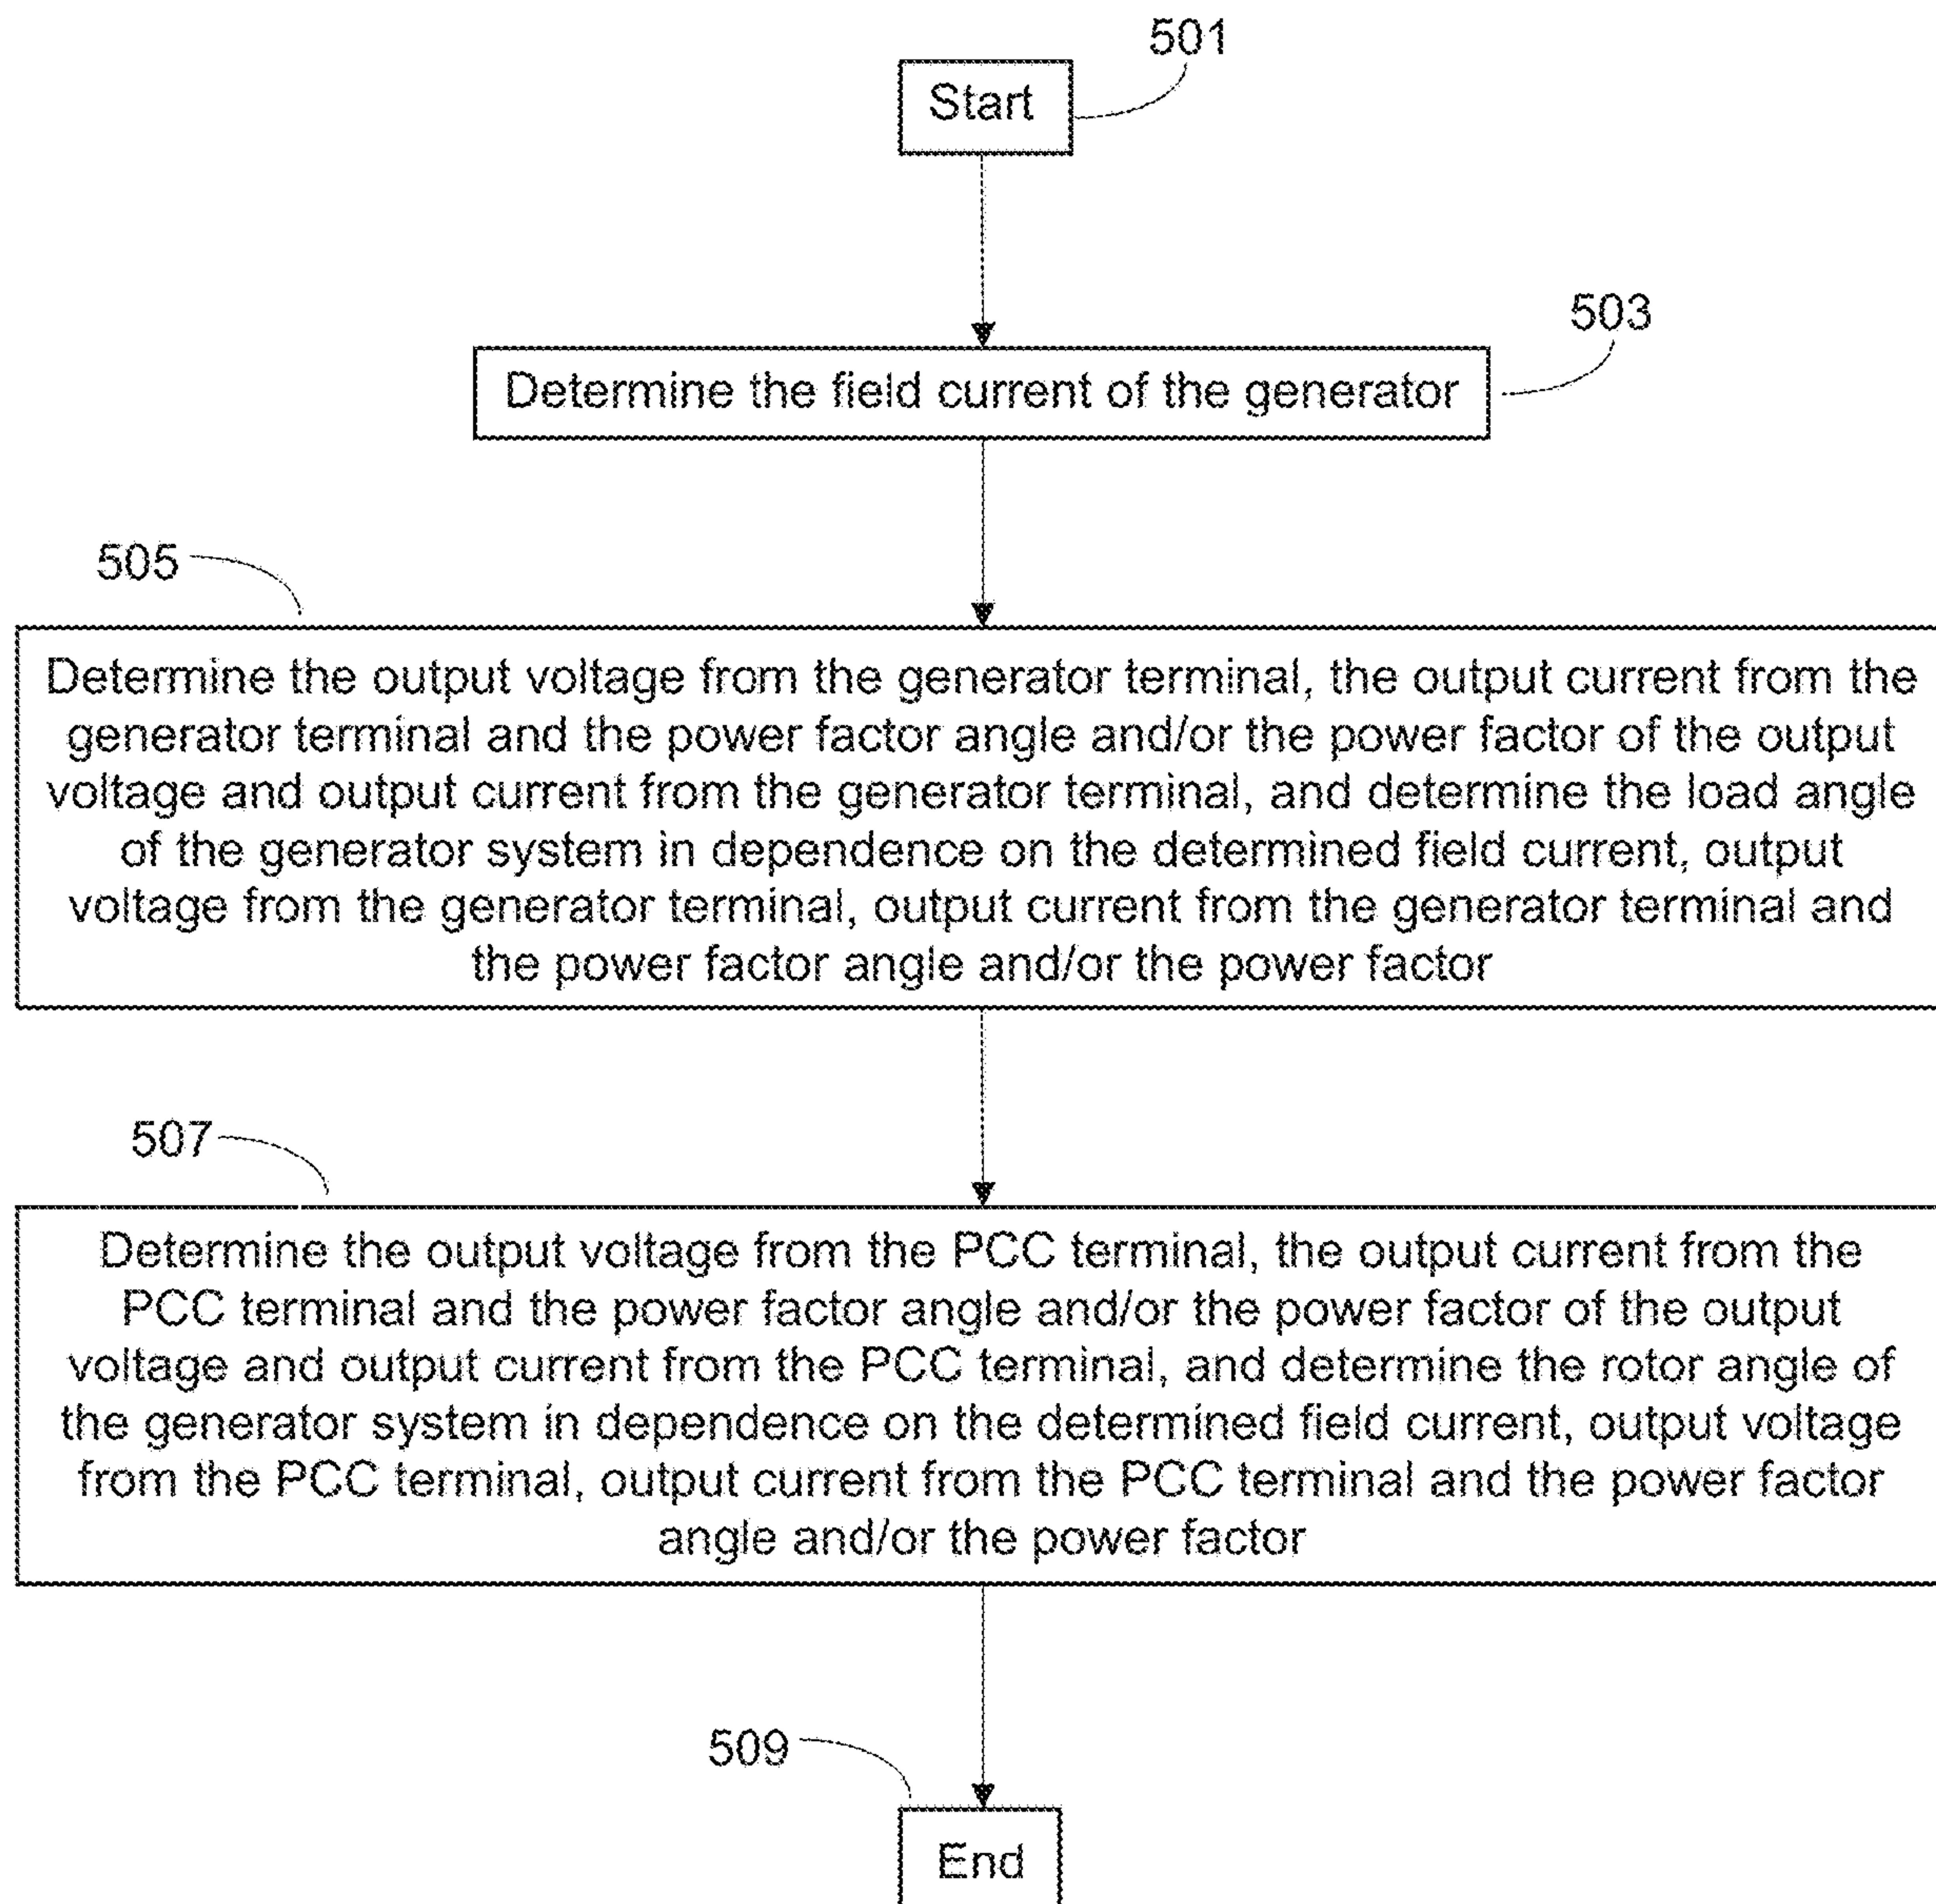 501
Start
503
Determine the field current of the generator
505
Determine the output voltage from the generator terminal, the output current from the
generator terminal and the power factor angle and/or the power factor of the output
voltage and output current from the generator terminal, and determine the load angle
of the generator system in dependence on the determined field current, output
voltage from the generator terminal, output current from the generator terminal and
the power factor angle and/or the power factor
507
Determine the output voltage from the PCC terminal, the output current from the
PCC terminal and the power factor angle and/or the power factor of the output
voltage and output current from the PCC terminal, and determine the rotor angle of
the generator system in dependence on the determined field current, output voltage
from the PCC terminal, output current from the PCC terminal and the power factor
angle and/or the power factor
509
End